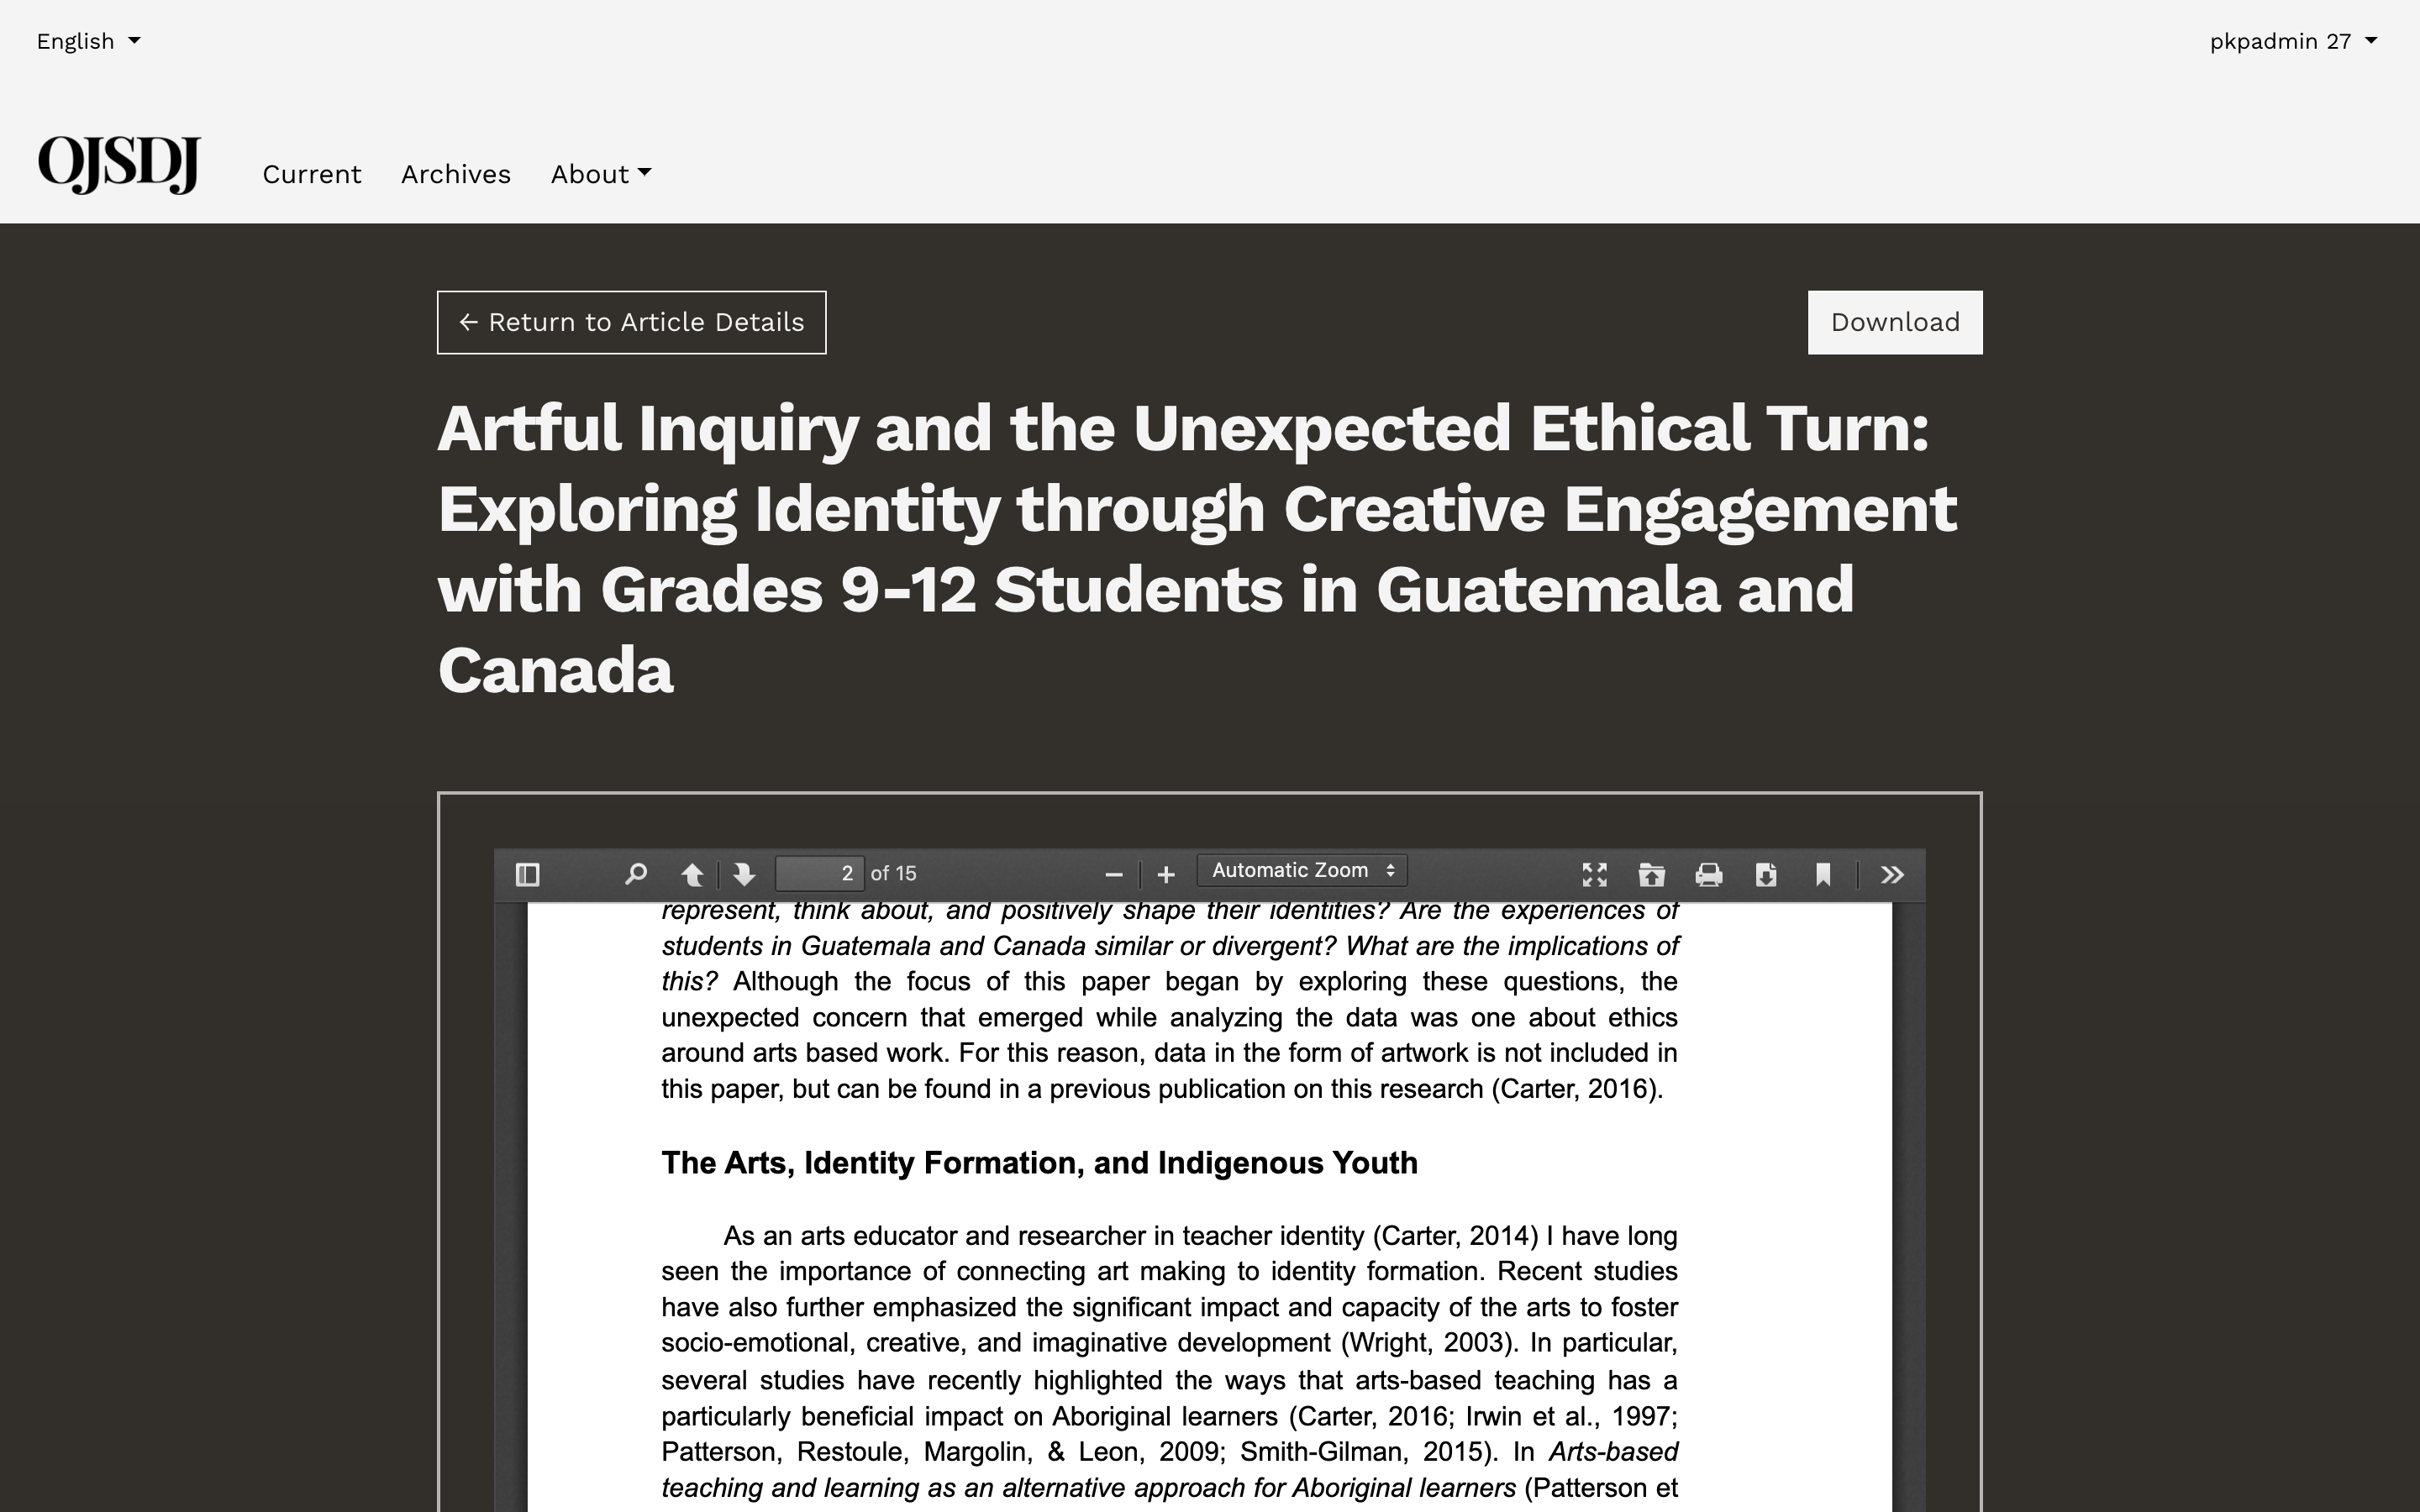 English
pkpadmin 27
OJSDJ
Current Archives About
← Return to Article Details
Download
Artful Inquiry and the Unexpected Ethical Turn:
Exploring Identity through Creative Engagement
with Grades 9-12 Students in Guatemala and
Canada
2 of 15
Automatic Zoom
represent, think about, and positively shape their identities? Are the experiences of
students in Guatemala and Canada similar or divergent? What are the implications of
this? Although the focus of this paper began by exploring these questions, the
unexpected concern that emerged while analyzing the data was one about ethics
around arts based work. For this reason, data in the form of artwork is not included in
this paper, but can be found in a previous publication on this research (Carter, 2016).
The Arts, Identity Formation, and Indigenous Youth
As an arts educator and researcher in teacher identity (Carter, 2014) I have long
seen the importance of connecting art making to identity formation. Recent studies
have also further emphasized the significant impact and capacity of the arts to foster
socio-emotional, creative, and imaginative development (Wright, 2003). In particular,
several studies have recently highlighted the ways that arts-based teaching has a
particularly beneficial impact on Aboriginal learners (Carter, 2016; Irwin et al., 1997;
Patterson, Restoule, Margolin, & Leon, 2009; Smith-Gilman, 2015). In Arts-based
teaching and learning as an alternative approach for Aboriginal learners (Patterson et